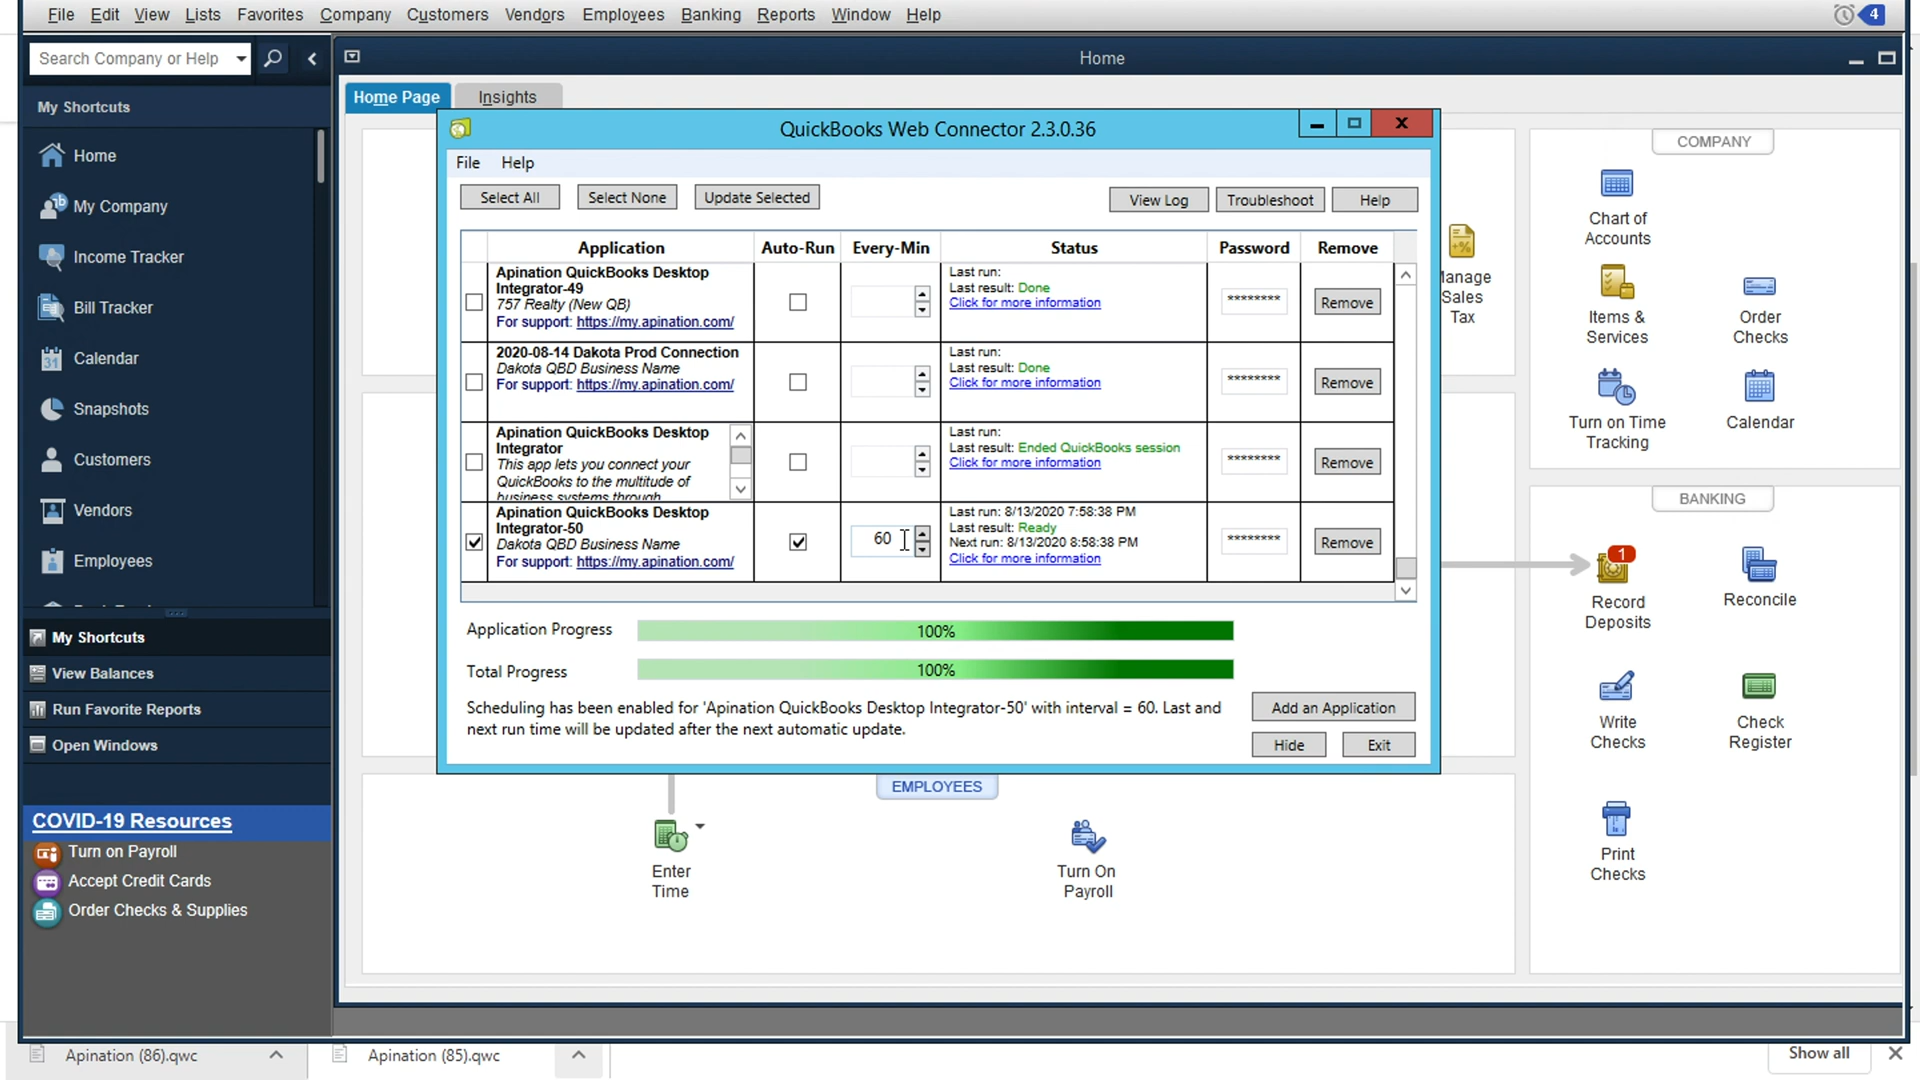 File Edit View Lists Favorites Company Customers Vendors Employees Banking Reports Window Help
4
Search Company or Help
Home
My Shortcuts
Home
My Company
Income Tracker
Bill Tracker
Calendar
31
Snapshots
Customers
Vendors
Employees
My Shortcuts
View Balances
Run Favorite Reports
Open Windows
COVID-19 Resources
Turn on Payroll
Accept Credit Cards
Order Checks & Supplies
Home Page
Insights
QuickBooks Web Connector 2.3.0.36
X
File Help
Select All
Select None
Update Selected
View Log
Troubleshoot
Help
Application
Auto-Run
Every-Min
Status
Password
Remove
Apination QuickBooks Desktop
Integrator-49
757 Realty (New QB)
For support: https://my.apination.com/
Last run:
Last result: Done
Click for more information
********
Remove
2020-08-14 Dakota Prod Connection
Dakota QBD Business Name
For support: https://my.apination.com/
Last run:
Last result: Done
Click for more information
********
Remove
Apination QuickBooks Desktop
Integrator
This app lets you connect your
QuickBooks to the multitude of
business systems through
Last run:
Last result: Ended QuickBooks session
Click for more information
********
Remove
Apination QuickBooks Desktop
Integrator-50
Dakota QBD Business Name
For support: https://my.apination.com/
60
Last run: 8/13/2020 7:58:38 PM
Last result: Ready
Next run: 8/13/2020 8:58:38 PM
Click for more information
********
Remove
Application Progress
100%
Total Progress
100%
Scheduling has been enabled for 'Apination QuickBooks Desktop Integrator-50' with interval = 60. Last and
next run time will be updated after the next automatic update.
Add an Application
Hide
Exit
EMPLOYEES
Enter
Time
Turn On
Payroll
Sales
Tax
COMPANY
Chart of
Accounts
Items &
Services
Order
Checks
Turn on Time
Tracking
Calendar
BANKING
1
Record
Deposits
Reconcile
Write
Checks
Check
Register
Print
Checks
Apination (86).qwc
Apination (85).qwc
Show all